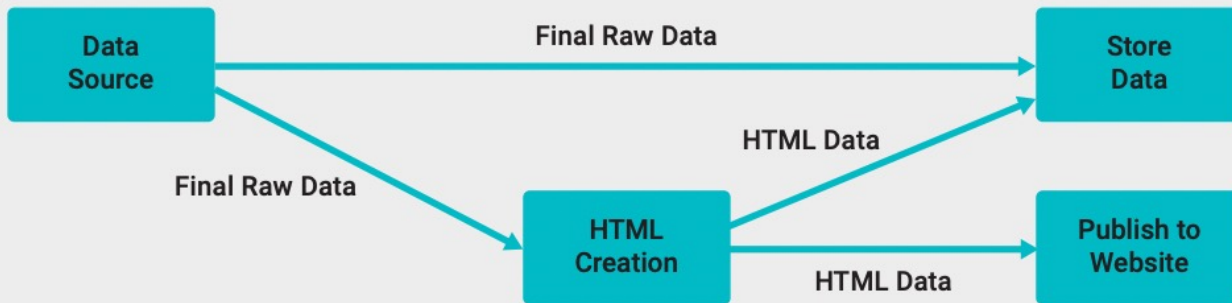 Data
Source
Final Raw Data
Store
Data
HTML Data
Final Raw Data
HTML
Creation
Publish to
Website
HTML Data